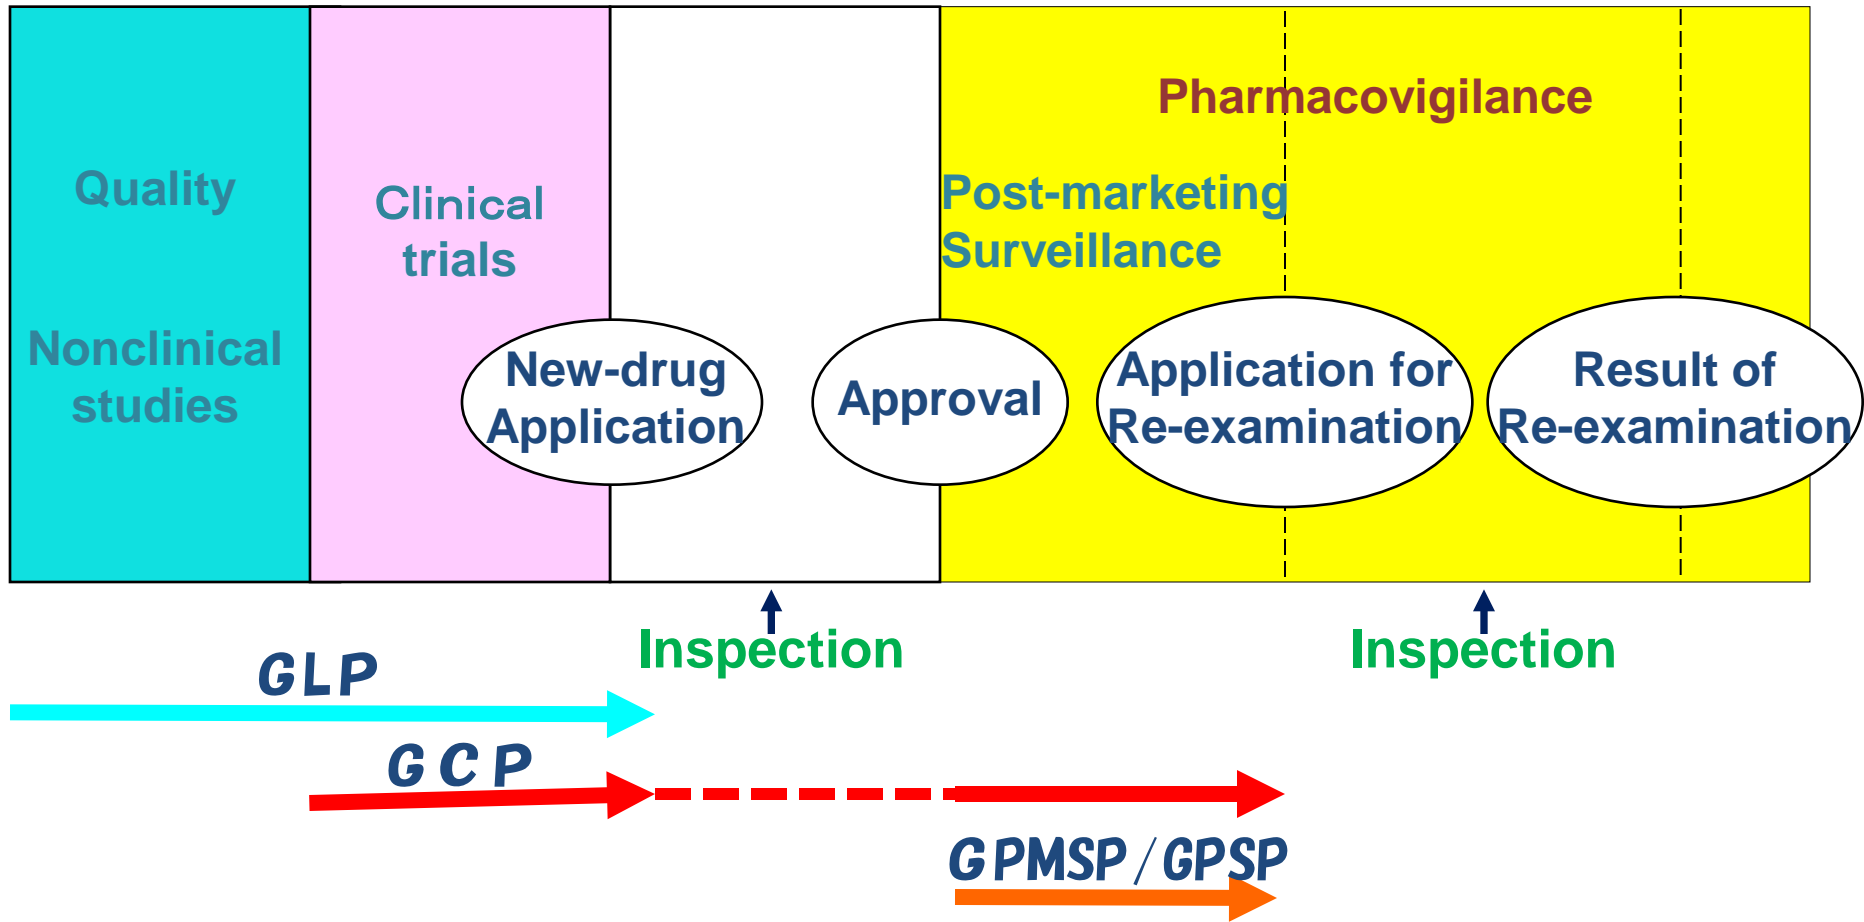 Quality
Nonclinical
studies
Clinical
trials
Pharmacovigilance
Post-marketing
Surveillance
New-drug
Application
Approval
Application for
Re-examination
Result of
Re-examination
Inspection
Inspection
GLP
GCP
GPMSP/GPSP